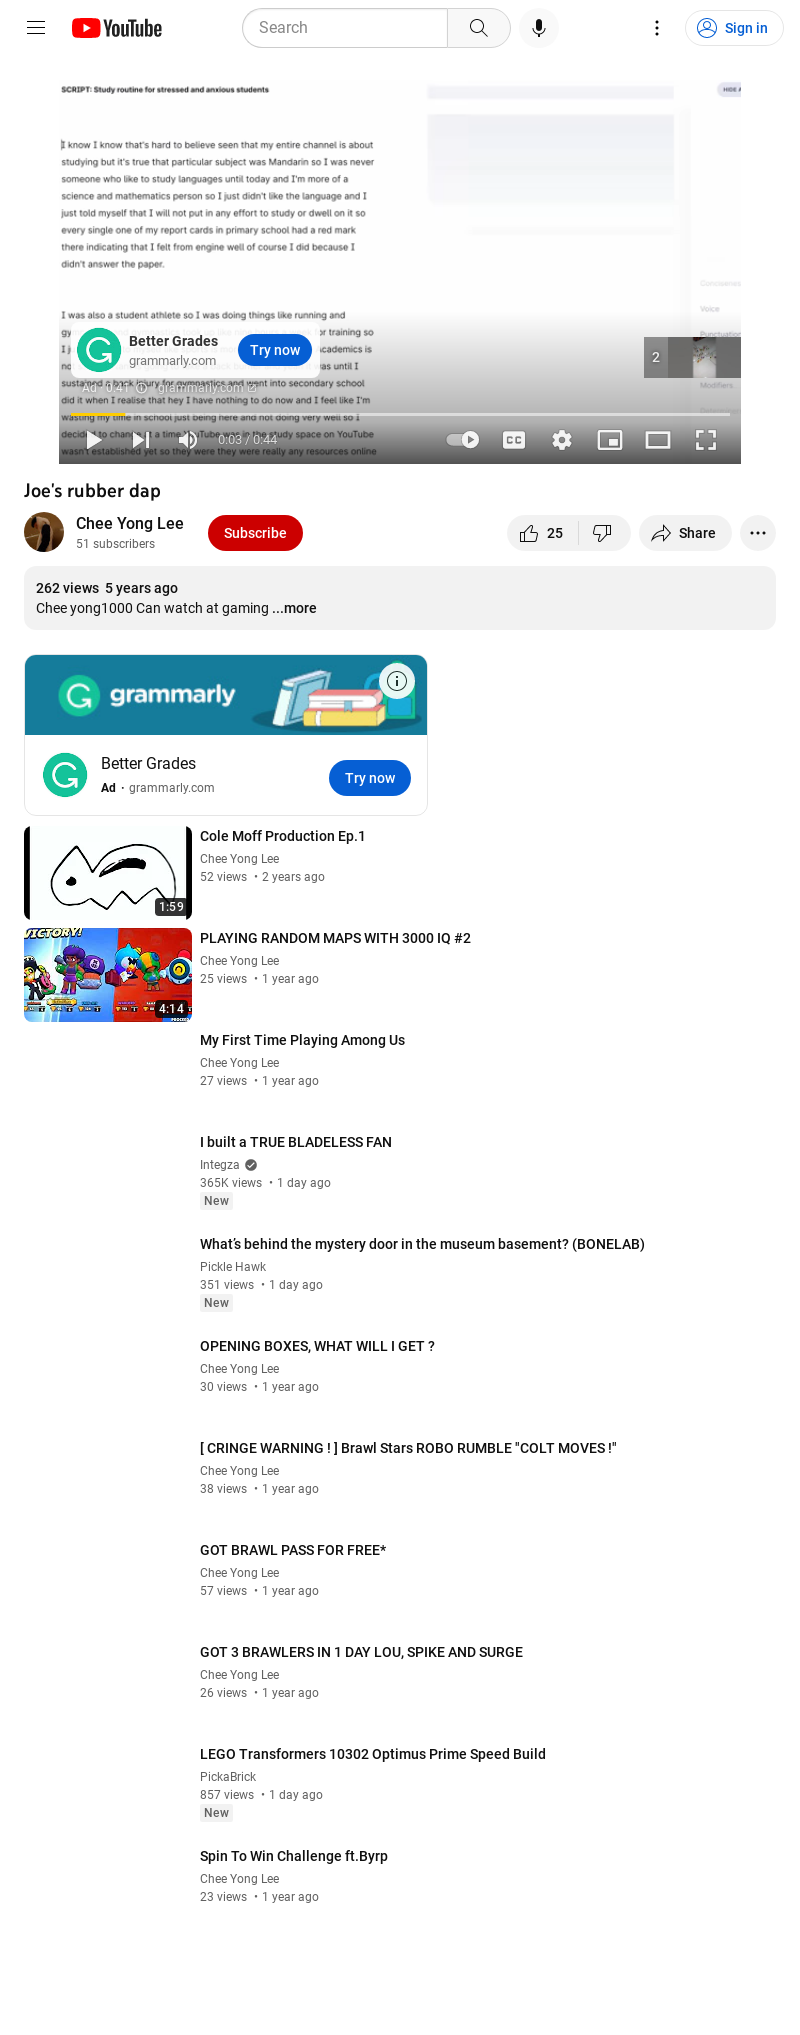 YouTube
Search
Sign in
SCRIPT: Study routine for stressed and anxious students
HIDE
I know I know that's hard to believe seen that my entire channel is about
studying but it's true that particular subject was Mandarin so I was never
someone who like to study languages until today and I'm more of a
science and mathematics person so I just didn't like the language and I
just told myself that I will not put in any effort to study or dwell on it so
every single one of my report cards in primary school had a red mark
there indicating that I felt from engine well of course I did because I
didn't answer the paper.
Voice
Punctuation
Modifiers
I was also a student athlete so I was doing things like running and
for training so
academics is
was until I
sustained a back injury for gymnastics and went into secondary school
did it when I realise that I have nothing to do now and I feel like I'm
wasting my time in school just being here and not doing very well so I
decided to change it a time YouTube was in the study space on YouTube
wasn't established yet so they were they were really any resources online
Better Grades
grammarly.com
Try now
2
Ad · 0:41
grammarly.com
0:03 / 0:44
CC
Joe's rubber dap
Chee Yong Lee
51 subscribers
Subscribe
25
Share
262 views 5 years ago
Chee yong1000 Can watch at gaming ...more
grammarly
Better Grades
Ad · grammarly.com
Try now
1:59
Cole Moff Production Ep.1
Chee Yong Lee
52 views • 2 years ago
VICTORY!
4:14
PLAYING RANDOM MAPS WITH 3000 IQ #2
Chee Yong Lee
25 views • 1 year ago
My First Time Playing Among Us
Chee Yong Lee
27 views • 1 year ago
I built a TRUE BLADELESS FAN
Integza
365K views • 1 day ago
New
What's behind the mystery door in the museum basement? (BONELAB)
Pickle Hawk
351 views • 1 day ago
New
OPENING BOXES, WHAT WILL I GET ?
Chee Yong Lee
30 views • 1 year ago
[ CRINGE WARNING ! ] Brawl Stars ROBO RUMBLE "COLT MOVES !"
Chee Yong Lee
38 views • 1 year ago
GOT BRAWL PASS FOR FREE*
Chee Yong Lee
57 views • 1 year ago
GOT 3 BRAWLERS IN 1 DAY LOU, SPIKE AND SURGE
Chee Yong Lee
26 views • 1 year ago
LEGO Transformers 10302 Optimus Prime Speed Build
PickaBrick
857 views • 1 day ago
New
Spin To Win Challenge ft.Byrp
Chee Yong Lee
23 views • 1 year ago